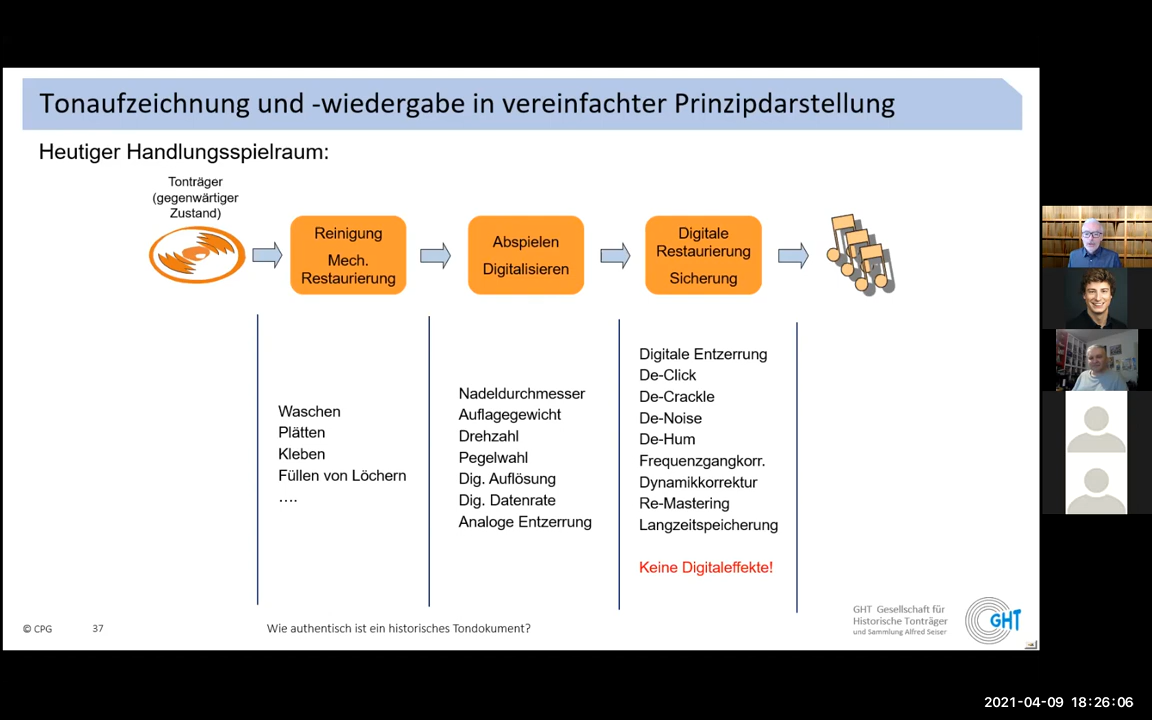 Tonaufzeichnung und -wiedergabe in vereinfachter Prinzipdarstellung
Heutiger Handlungsspielraum:
Tonträger
(gegenwärtiger
Zustand)
Reinigung
Mech.
Restaurierung
Abspielen
Digitalisieren
Digitale
Restaurierung
Sicherung
Waschen
Plätten
Kleben
Füllen von Löchern
....
Nadeldurchmesser
Auflagegewicht
Drehzahl
Pegelwahl
Dig. Auflösung
Dig. Datenrate
Analoge Entzerrung
Digitale Entzerrung
De-Click
De-Crackle
De-Noise
De-Hum
Frequenzgangkorr.
Dynamikkorrektur
Re-Mastering
Langzeitspeicherung
Keine Digitaleffekte!
© CPG
37
Wie authentisch ist ein historisches Tondokument?
GHT Gesellschaft für
Historische Tonträger
und Sammlung Alfred Seiser
GHT
2021-04-09 18:26:06